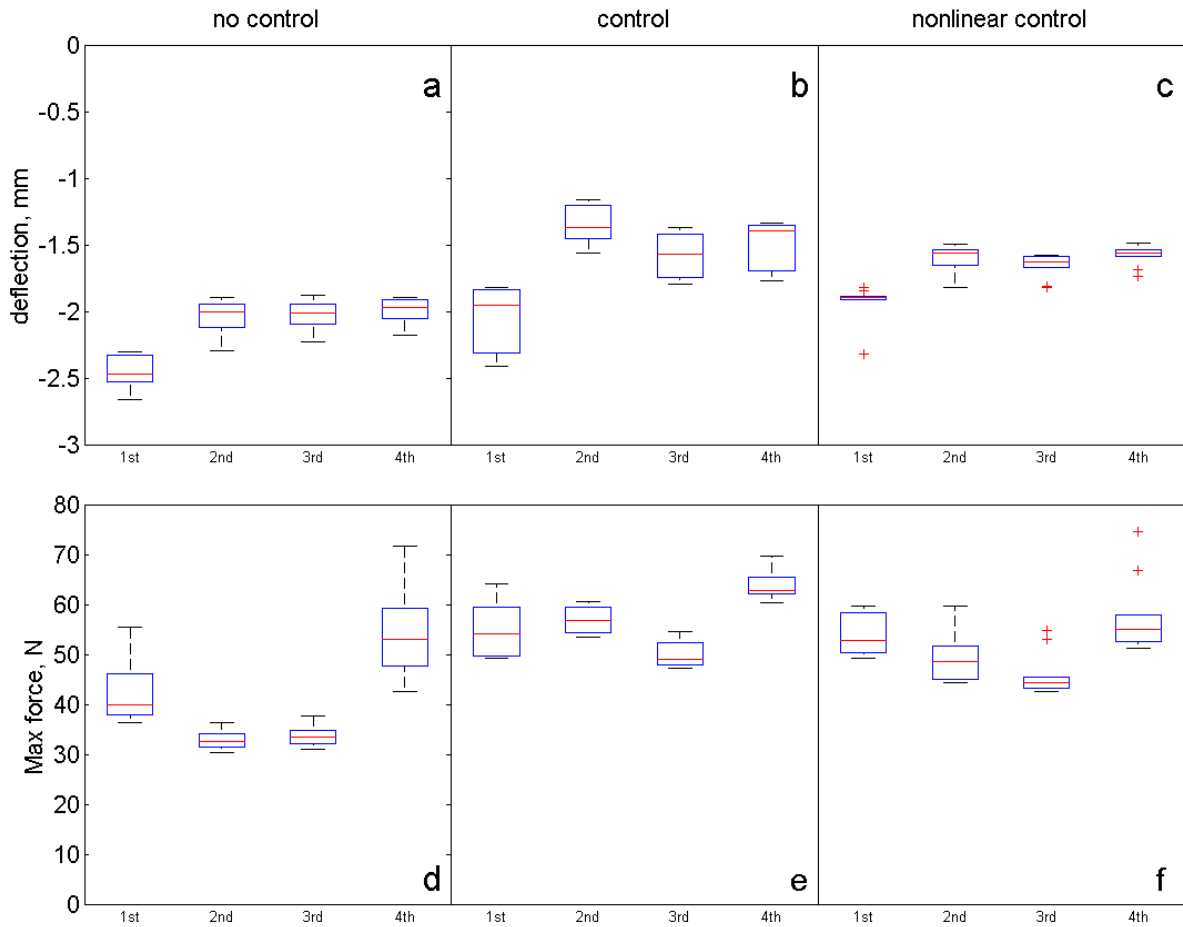 no control control nonlinear control
0
a b c
-0.5
-1
-1.5
-2
-2.5
-3
deflection, mm
1st 2nd 3rd 4th 1st 2nd 3rd 4th 1st 2nd 3rd 4th
80
70
60
50
40
30
20
10
0
Max force, N
d e f
1st 2nd 3rd 4th 1st 2nd 3rd 4th 1st 2nd 3rd 4th